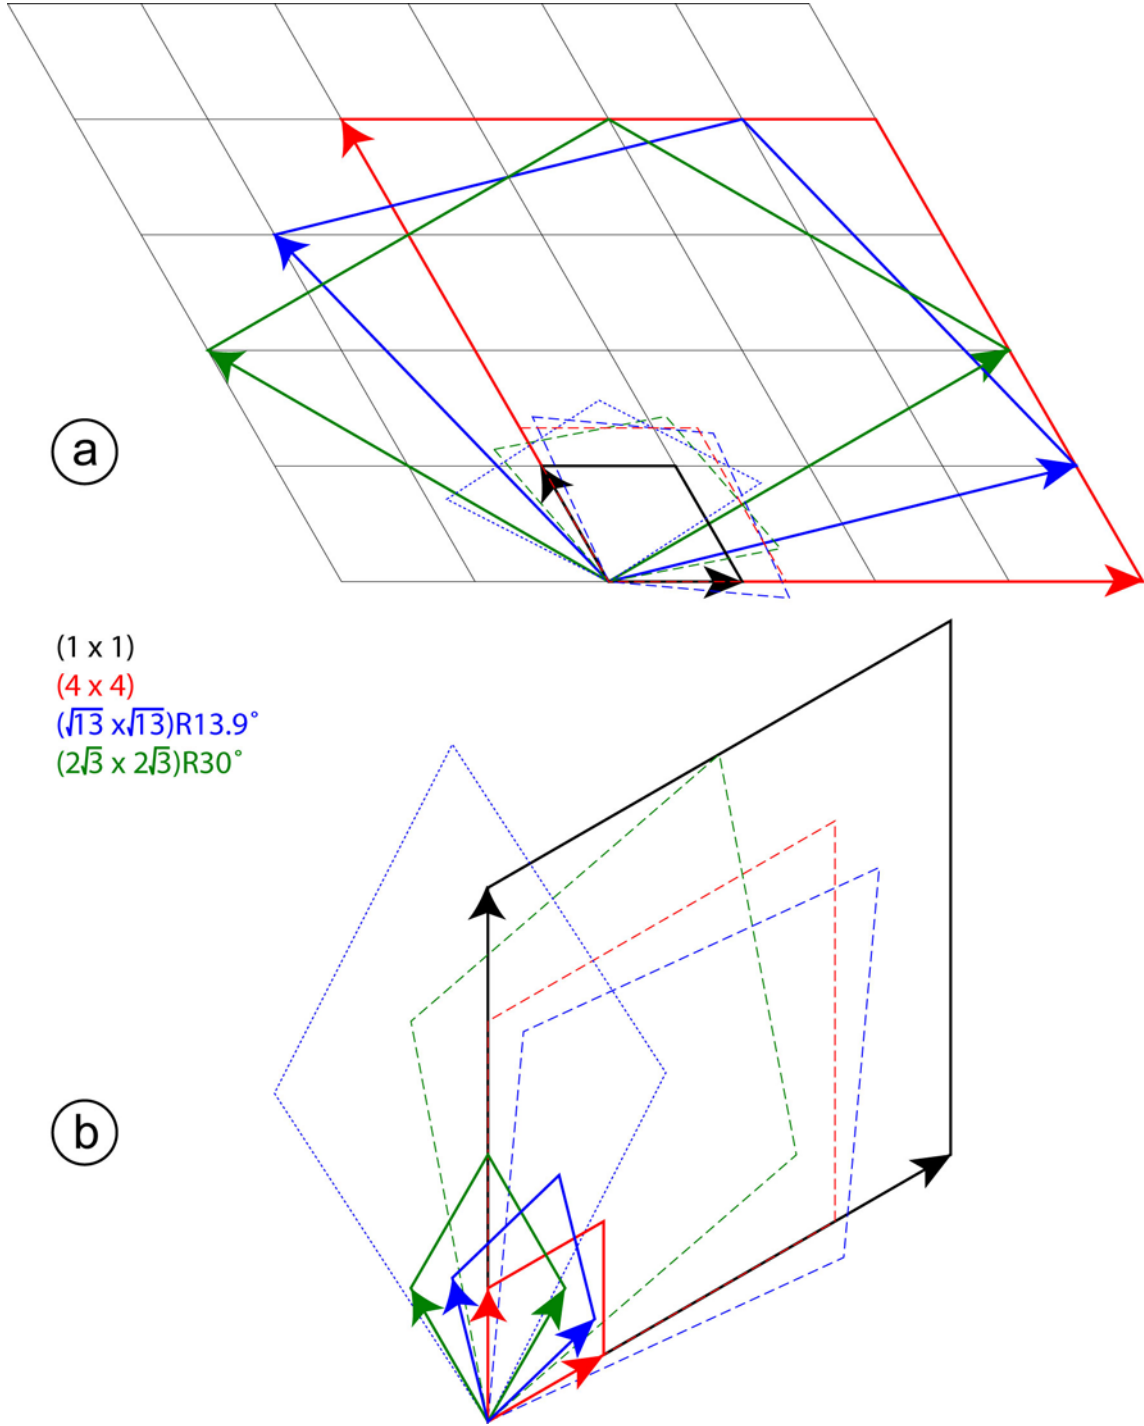 a
(1 x 1)
(4 x 4)
(√13 x√13)R13.9°
(2√3 x 2√3)R30°
b